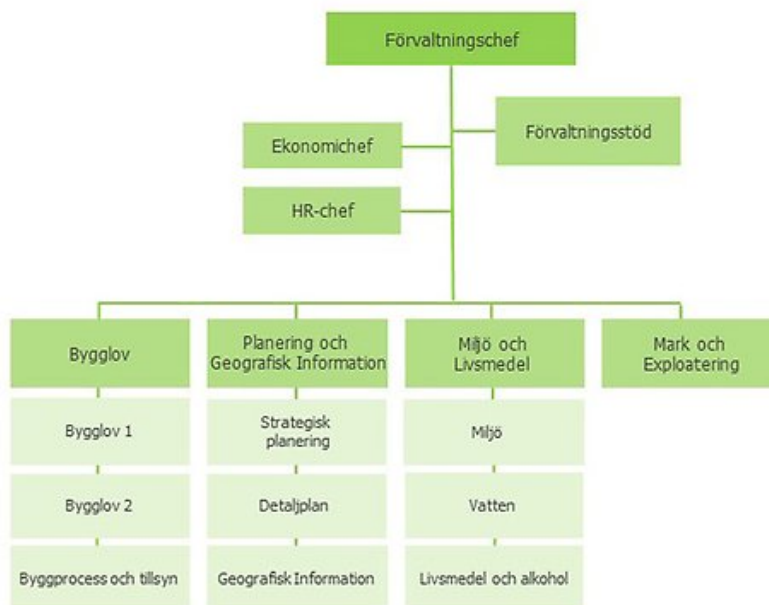 Förvaltningschef
Förvaltningsstöd
Ekonomichef
HR-chef
Bygglov
Planering och
Geografisk Information
Miljö och
Livsmedel
Mark och
Exploatering
Bygglov 1
Strategisk
planering
Miljö
Bygglov 2
Detaljplan
Vatten
Byggprocess och tillsyn
Geografisk Information
Livsmedel och alkohol